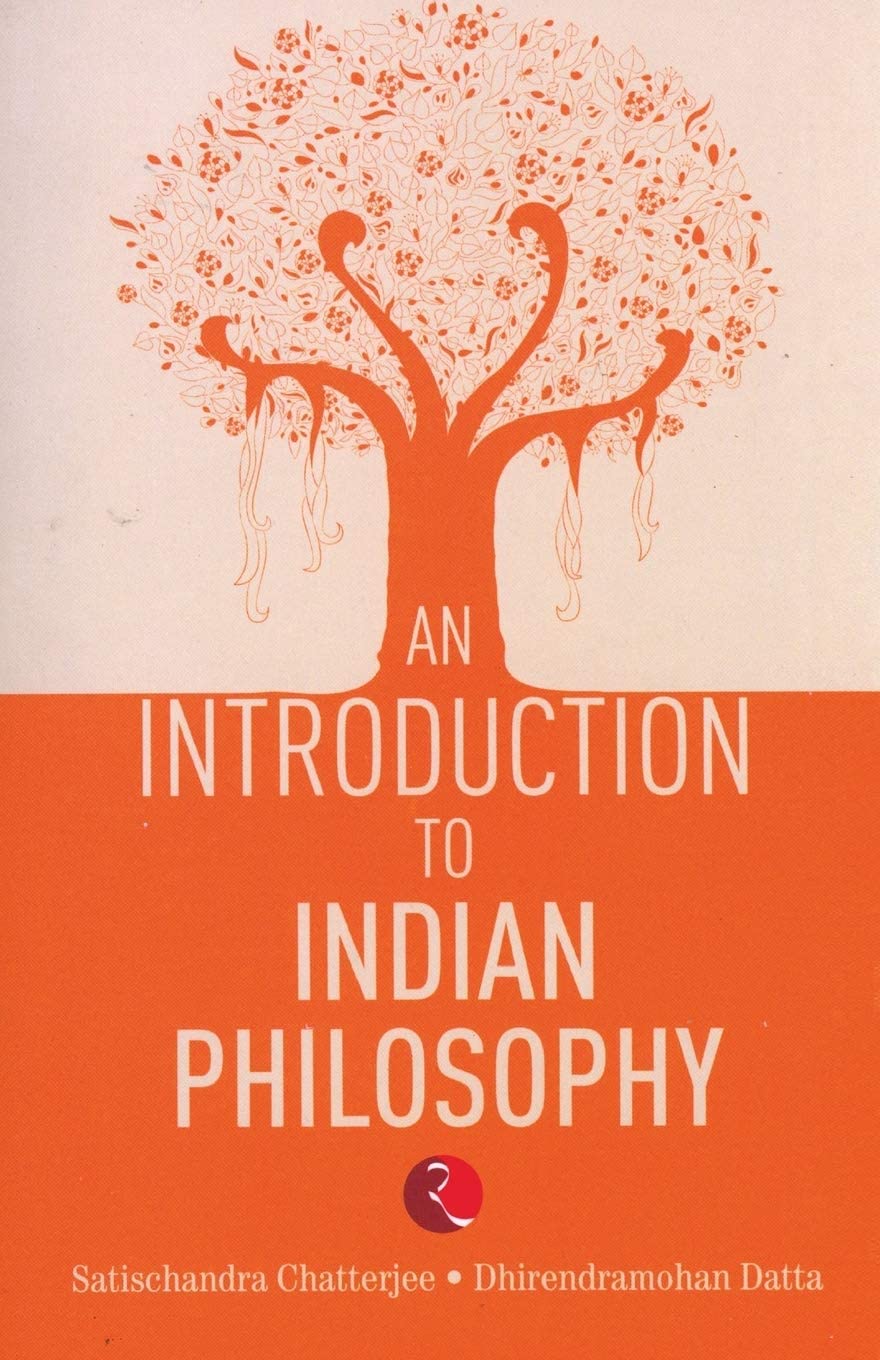 AN
INTRODUCTION
TO
INDIAN
PHILOSOPHY
र
Satischandra Chatterjee • Dhirendramohan Datta